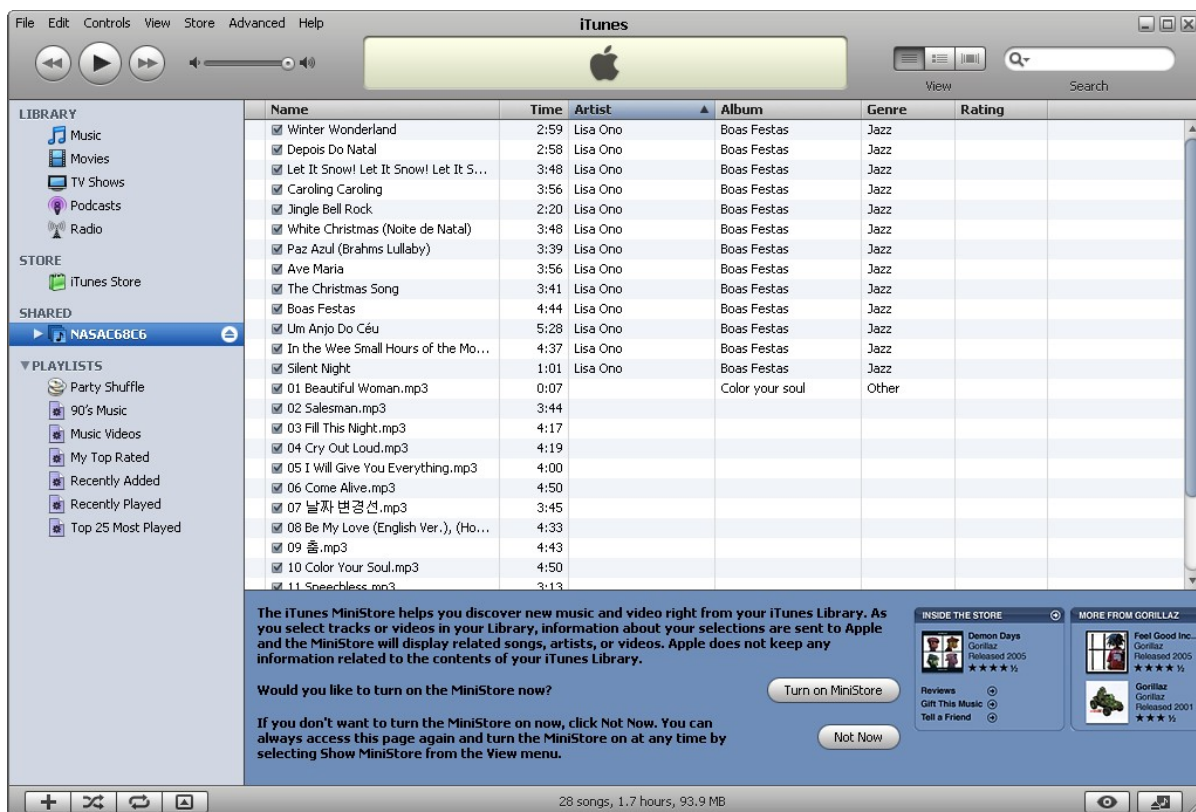 File Edit Controls View Store Advanced Help
iTunes
View
Search
LIBRARY
Music
Movies
TV Shows
Podcasts
Radio
STORE
iTunes Store
SHARED
NASAC68C6
PLAYLISTS
Party Shuffle
90's Music
Music Videos
My Top Rated
Recently Added
Recently Played
Top 25 Most Played
Name Time Artist Album Genre Rating
Winter Wonderland 2:59 Lisa Ono Boas Festas Jazz
Depois Do Natal 2:58 Lisa Ono Boas Festas Jazz
Let It Snow! Let It Snow! Let It S... 3:48 Lisa Ono Boas Festas Jazz
Caroling Caroling 3:56 Lisa Ono Boas Festas Jazz
Jingle Bell Rock 2:20 Lisa Ono Boas Festas Jazz
White Christmas (Noite de Natal) 3:48 Lisa Ono Boas Festas Jazz
Paz Azul (Brahms Lullaby) 3:39 Lisa Ono Boas Festas Jazz
Ave Maria 3:56 Lisa Ono Boas Festas Jazz
The Christmas Song 3:41 Lisa Ono Boas Festas Jazz
Boas Festas 4:44 Lisa Ono Boas Festas Jazz
Um Anjo Do Céu 5:28 Lisa Ono Boas Festas Jazz
In the Wee Small Hours of the Mo... 4:37 Lisa Ono Boas Festas Jazz
Silent Night 1:01 Lisa Ono Boas Festas Jazz
01 Beautiful Woman.mp3 0:07 Color your soul Other
02 Salesman.mp3 3:44
03 Fill This Night.mp3 4:17
04 Cry Out Loud.mp3 4:19
05 I Will Give You Everything.mp3 4:00
06 Come Alive.mp3 4:50
07 날짜 변경선.mp3 3:45
08 Be My Love (English Ver.), (Ho... 4:33
09 춤.mp3 4:43
10 Color Your Soul.mp3 4:50
11 Speechless.mp3 3:13
The iTunes MiniStore helps you discover new music and video right from your iTunes Library. As
you select tracks or videos in your Library, information about your selections are sent to Apple
and the MiniStore will display related songs, artists, or videos. Apple does not keep any
information related to the contents of your iTunes Library.
Would you like to turn on the MiniStore now?
Turn on MiniStore
If you don't want to turn the MiniStore on now, click Not Now. You can
always access this page again and turn the MiniStore on at any time by
selecting Show MiniStore from the View menu.
Not Now
INSIDE THE STORE
Demon Days
Gorillaz
Released 2005
Reviews
Gift This Music
Tell a Friend
MORE FROM GORILLAZ
Feel Good Inc...
Gorillaz
Released 2005
Gorillaz
Gorillaz
Released 2001
28 songs, 1.7 hours, 93.9 MB